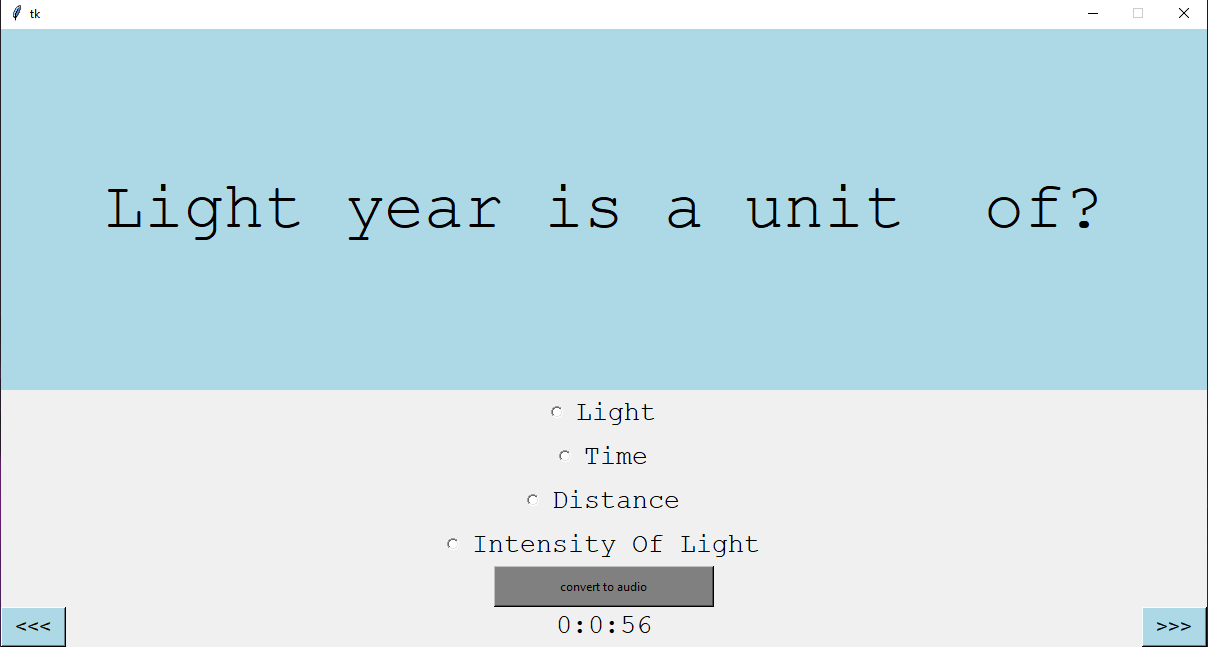 tk
Light year is a unit  of?
Light
Time
Distance
Intensity Of Light
convert to audio
<<< 0:0:56 >>>